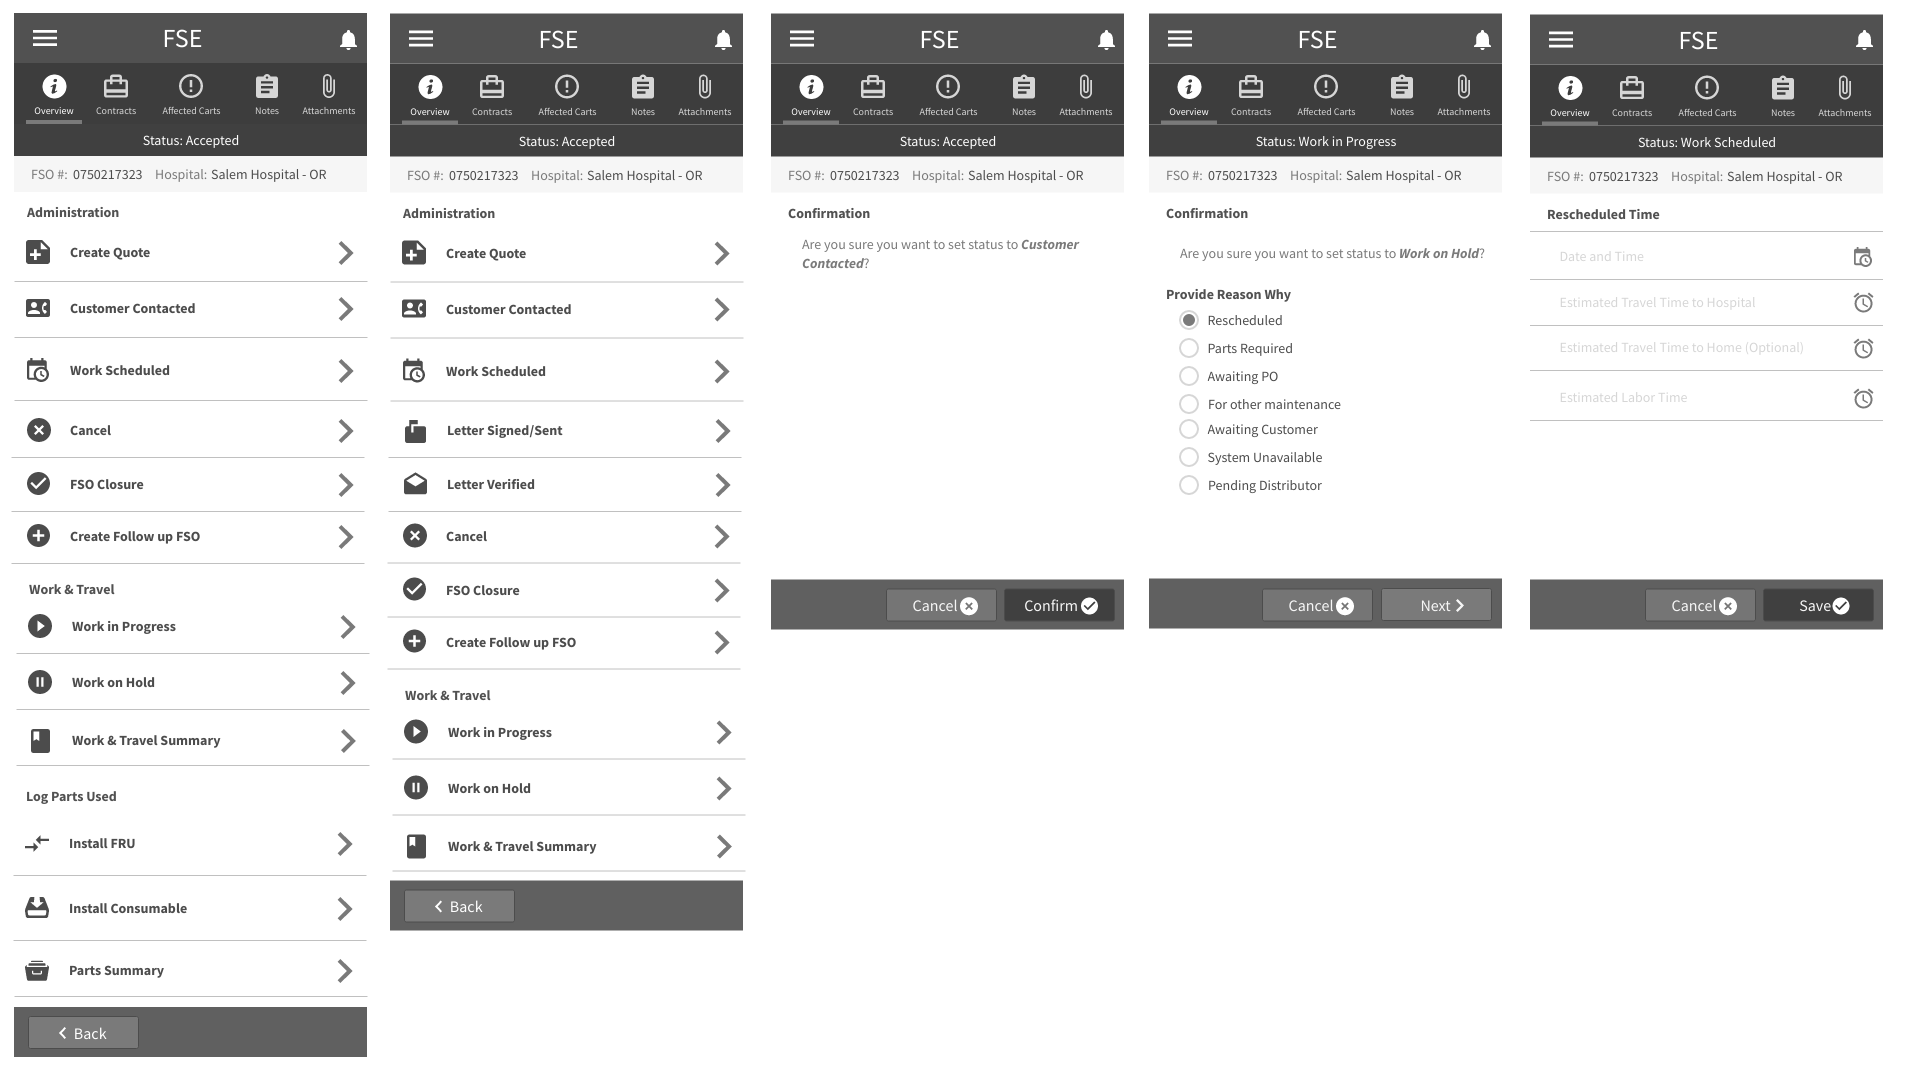 FSE
Overview
Contracts
Affected Carts
Notes
Attachments
Status: Accepted
FSO #: 0750217323 Hospital: Salem Hospital - OR
Administration
Create Quote
Customer Contacted
Work Scheduled
Cancel
FSO Closure
Create Follow up FSO
Work & Travel
Work in Progress
Work on Hold
Work & Travel Summary
Log Parts Used
Install FRU
Install Consumable
Parts Summary
Back
FSE
Overview
Contracts
Affected Carts
Notes
Attachments
Status: Accepted
FSO #: 0750217323 Hospital: Salem Hospital - OR
Administration
Create Quote
Customer Contacted
Work Scheduled
Letter Signed/Sent
Letter Verified
Cancel
FSO Closure
Create Follow up FSO
Work & Travel
Work in Progress
Work on Hold
Work & Travel Summary
Back
FSE
Overview
Contracts
Affected Carts
Notes
Attachments
Status: Accepted
FSO #: 0750217323 Hospital: Salem Hospital - OR
Confirmation
Are you sure you want to set status to Customer
Contacted?
Cancel
Confirm
FSE
Overview
Contracts
Affected Carts
Notes
Attachments
Status: Work in Progress
FSO #: 0750217323 Hospital: Salem Hospital - OR
Confirmation
Are you sure you want to set status to Work on Hold?
Provide Reason Why
Rescheduled
Parts Required
Awaiting PO
For other maintenance
Awaiting Customer
System Unavailable
Pending Distributor
Cancel
Next
FSE
Overview
Contracts
Affected Carts
Notes
Attachments
Status: Work Scheduled
FSO #: 0750217323 Hospital: Salem Hospital - OR
Rescheduled Time
Date and Time
Estimated Travel Time to Hospital
Estimated Travel Time to Home (Optional)
Estimated Labor Time
Cancel
Save